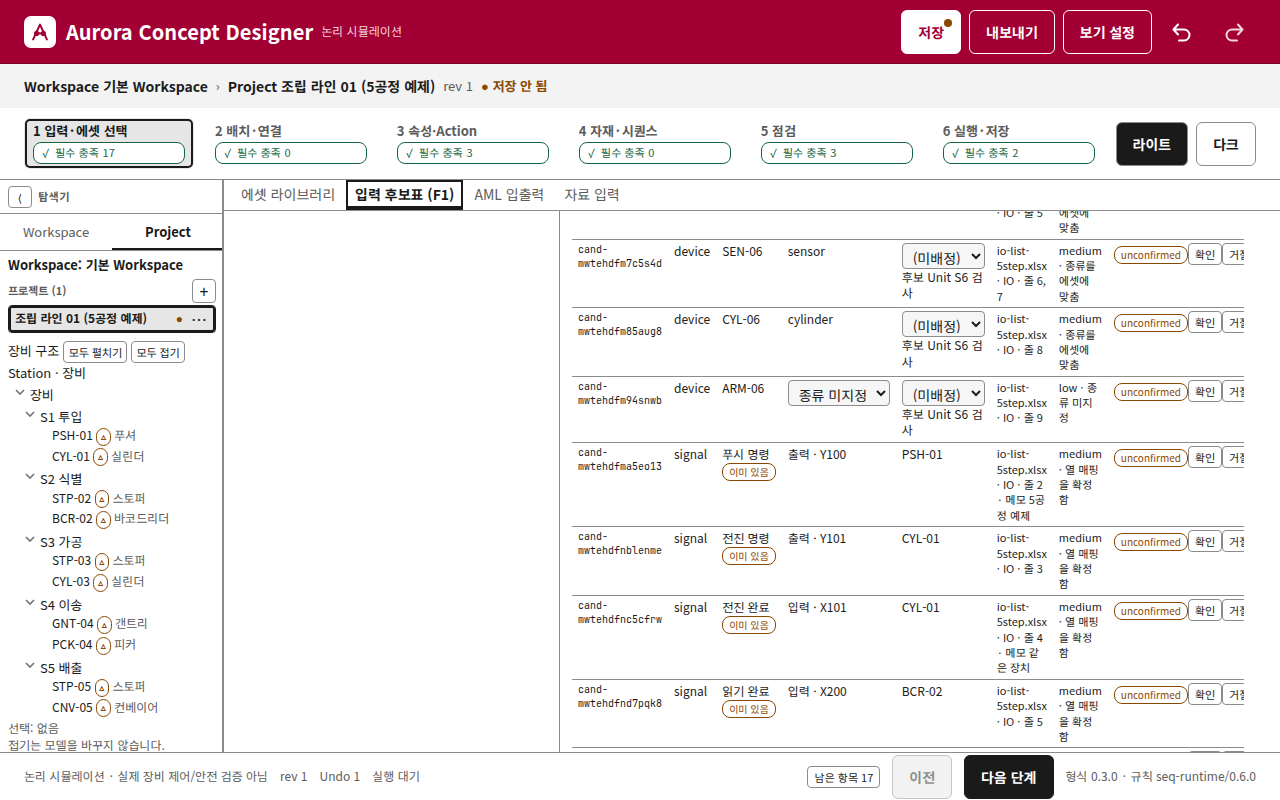 Aurora Concept Designer 논리 시뮬레이션
저장 내보내기 보기 설정
Workspace 기본 Workspace › Project 조립 라인 01 (5공정 예제) rev 1 ● 저장 안 됨
1 입력·에셋 선택
✓ 필수 충족 17
2 배치·연결
✓ 필수 충족 0
3 속성·Action
✓ 필수 충족 3
4 자재·시퀀스
✓ 필수 충족 0
5 점검
✓ 필수 충족 3
6 실행·저장
✓ 필수 충족 2
라이트 다크
⟨ 탐색기
Workspace Project
Workspace: 기본 Workspace
프로젝트 (1) +
조립 라인 01 (5공정 예제) ● ···
장비 구조 모두 펼치기 모두 접기
Station · 장비
장비
S1 투입
PSH-01 푸셔
CYL-01 실린더
S2 식별
STP-02 스토퍼
BCR-02 바코드리더
S3 가공
STP-03 스토퍼
CYL-03 실린더
S4 이송
GNT-04 갠트리
PCK-04 피커
S5 배출
STP-05 스토퍼
CNV-05 컨베이어
선택: 없음
접기는 모델을 바꾸지 않습니다.
에셋 라이브러리 입력 후보표 (F1) AML 입출력 자료 입력
· IO · 줄 5
에셋에
맞춤
cand-
mwtehdfm7c5s4d
device SEN-06 sensor
(미배정)
후보 Unit S6 검
사
io-list-
5step.xlsx
· IO · 줄 6,
7
medium
· 종류를
에셋에
맞춤
unconfirmed 확인 거절
cand-
mwtehdfm85aug8
device CYL-06 cylinder
(미배정)
후보 Unit S6 검
사
io-list-
5step.xlsx
· IO · 줄 8
medium
· 종류를
에셋에
맞춤
unconfirmed 확인 거절
cand-
mwtehdfm94snwb
device ARM-06 종류 미지정
(미배정)
후보 Unit S6 검
사
io-list-
5step.xlsx
· IO · 줄 9
low · 종
류 미지
정
unconfirmed 확인 거절
cand-
mwtehdfma5eo13
signal 푸시 명령
이미 있음
출력 · Y100 PSH-01
io-list-
5step.xlsx
· IO · 줄 2
· 메모 5공
정 예제
medium
· 열 매핑
을 확정
함
unconfirmed 확인 거절
cand-
mwtehdfnblenme
signal 전진 명령
이미 있음
출력 · Y101 CYL-01
io-list-
5step.xlsx
· IO · 줄 3
medium
· 열 매핑
을 확정
함
unconfirmed 확인 거절
cand-
mwtehdfnc5cfrw
signal 전진 완료
이미 있음
입력 · X101 CYL-01
io-list-
5step.xlsx
· IO · 줄 4
· 메모 같
은 장치
medium
· 열 매핑
을 확정
함
unconfirmed 확인 거절
cand-
mwtehdfnd7pqk8
signal 읽기 완료
이미 있음
입력 · X200 BCR-02
io-list-
5step.xlsx
· IO · 줄 5
medium
· 열 매핑
을 확정
함
unconfirmed 확인 거절
논리 시뮬레이션 · 실제 장비 제어/안전 검증 아님 rev 1 Undo 1 실행 대기
남은 항목 17 이전 다음 단계 형식 0.3.0 · 규칙 seq-runtime/0.6.0